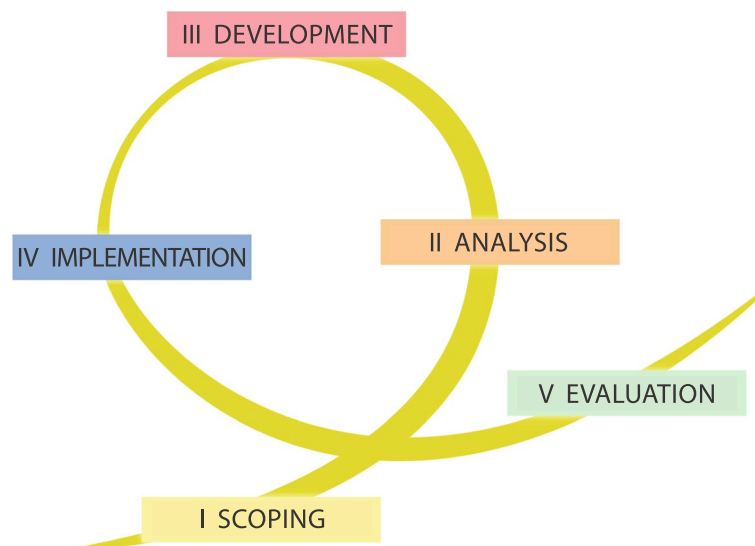 III DEVELOPMENT
II ANALYSIS
IV IMPLEMENTATION
V EVALUATION
I SCOPING